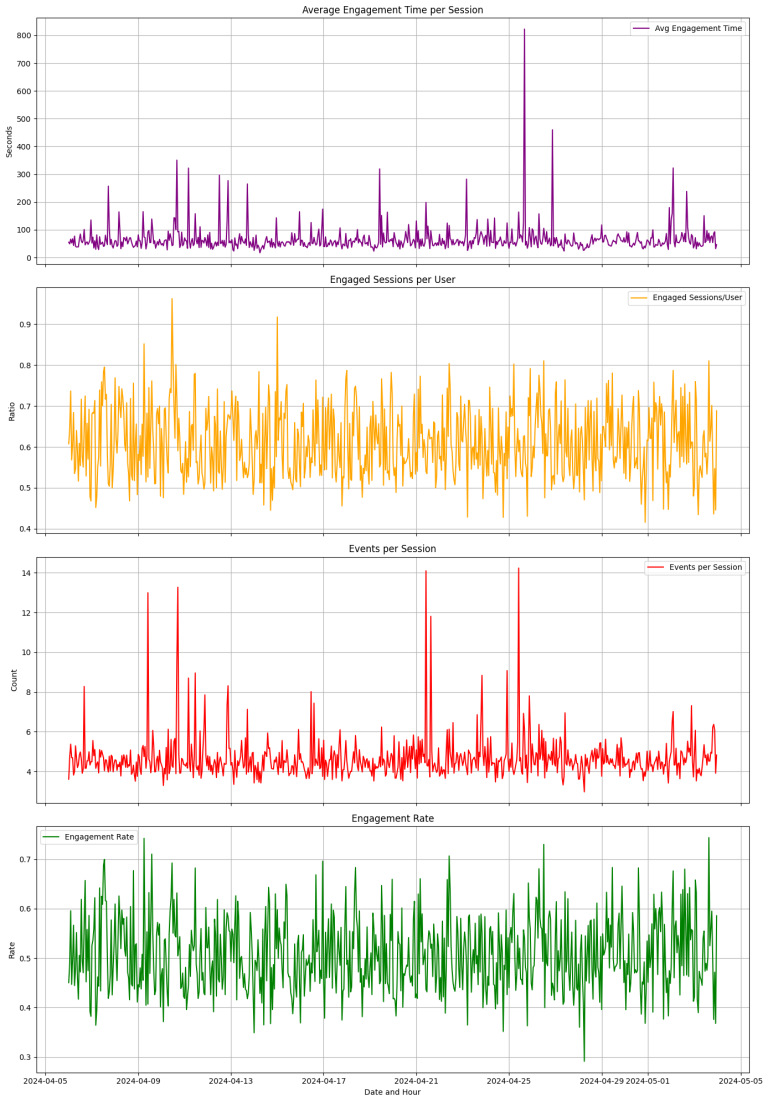 Average Engagement Time per Session
Avg Engagement Time
800
700
600
500
400
300
200
100
0
Seconds
Engaged Sessions per User
Engaged Sessions/User
0.9
0.8
0.7
0.6
0.5
0.4
Ratio
Events per Session
Events per Session
14
12
10
8
6
4
Count
Engagement Rate
Engagement Rate
0.7
0.6
0.5
0.4
0.3
Rate
2024-04-05 2024-04-09 2024-04-13 2024-04-17 2024-04-21 2024-04-25 2024-04-29 2024-05-01 2024-05-05
Date and Hour